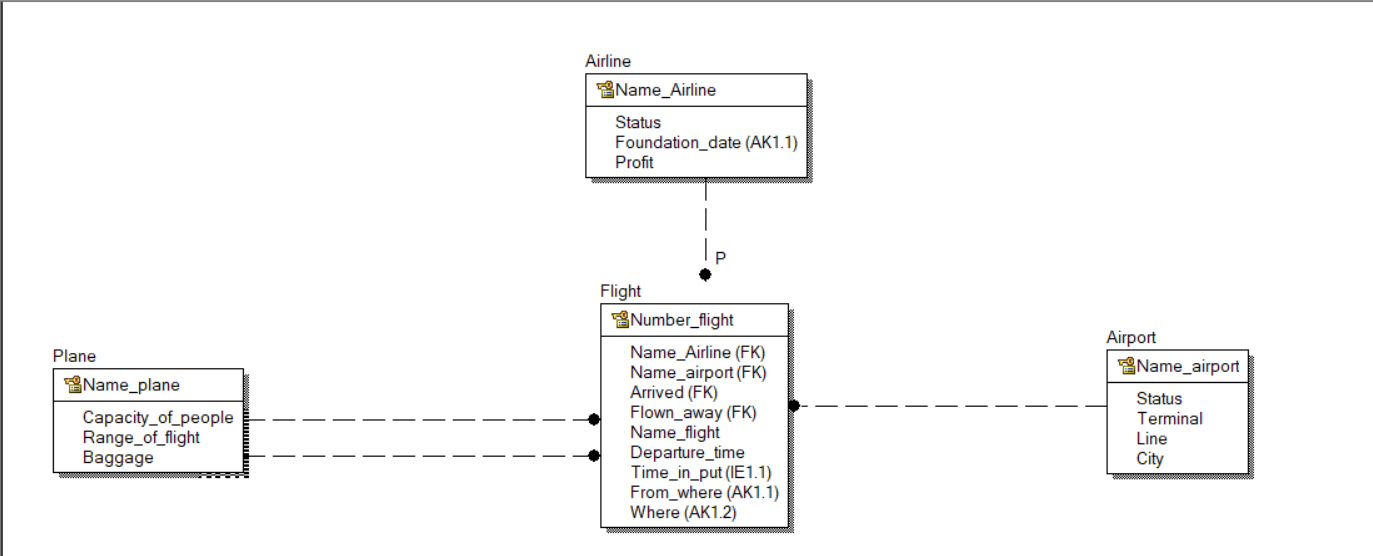 Airline
Name_Airline
Status
Foundation_date (AK1.1)
Profit
P
Flight
Number_flight
Name_Airline (FK)
Name_airport (FK)
Arrived (FK)
Flown_away (FK)
Name_flight
Departure_time
Time_in_put (IE1.1)
From_where (AK1.1)
Where (AK1.2)
Plane
Name_plane
Capacity_of_people
Range_of_flight
Baggage
Airport
Name_airport
Status
Terminal
Line
City